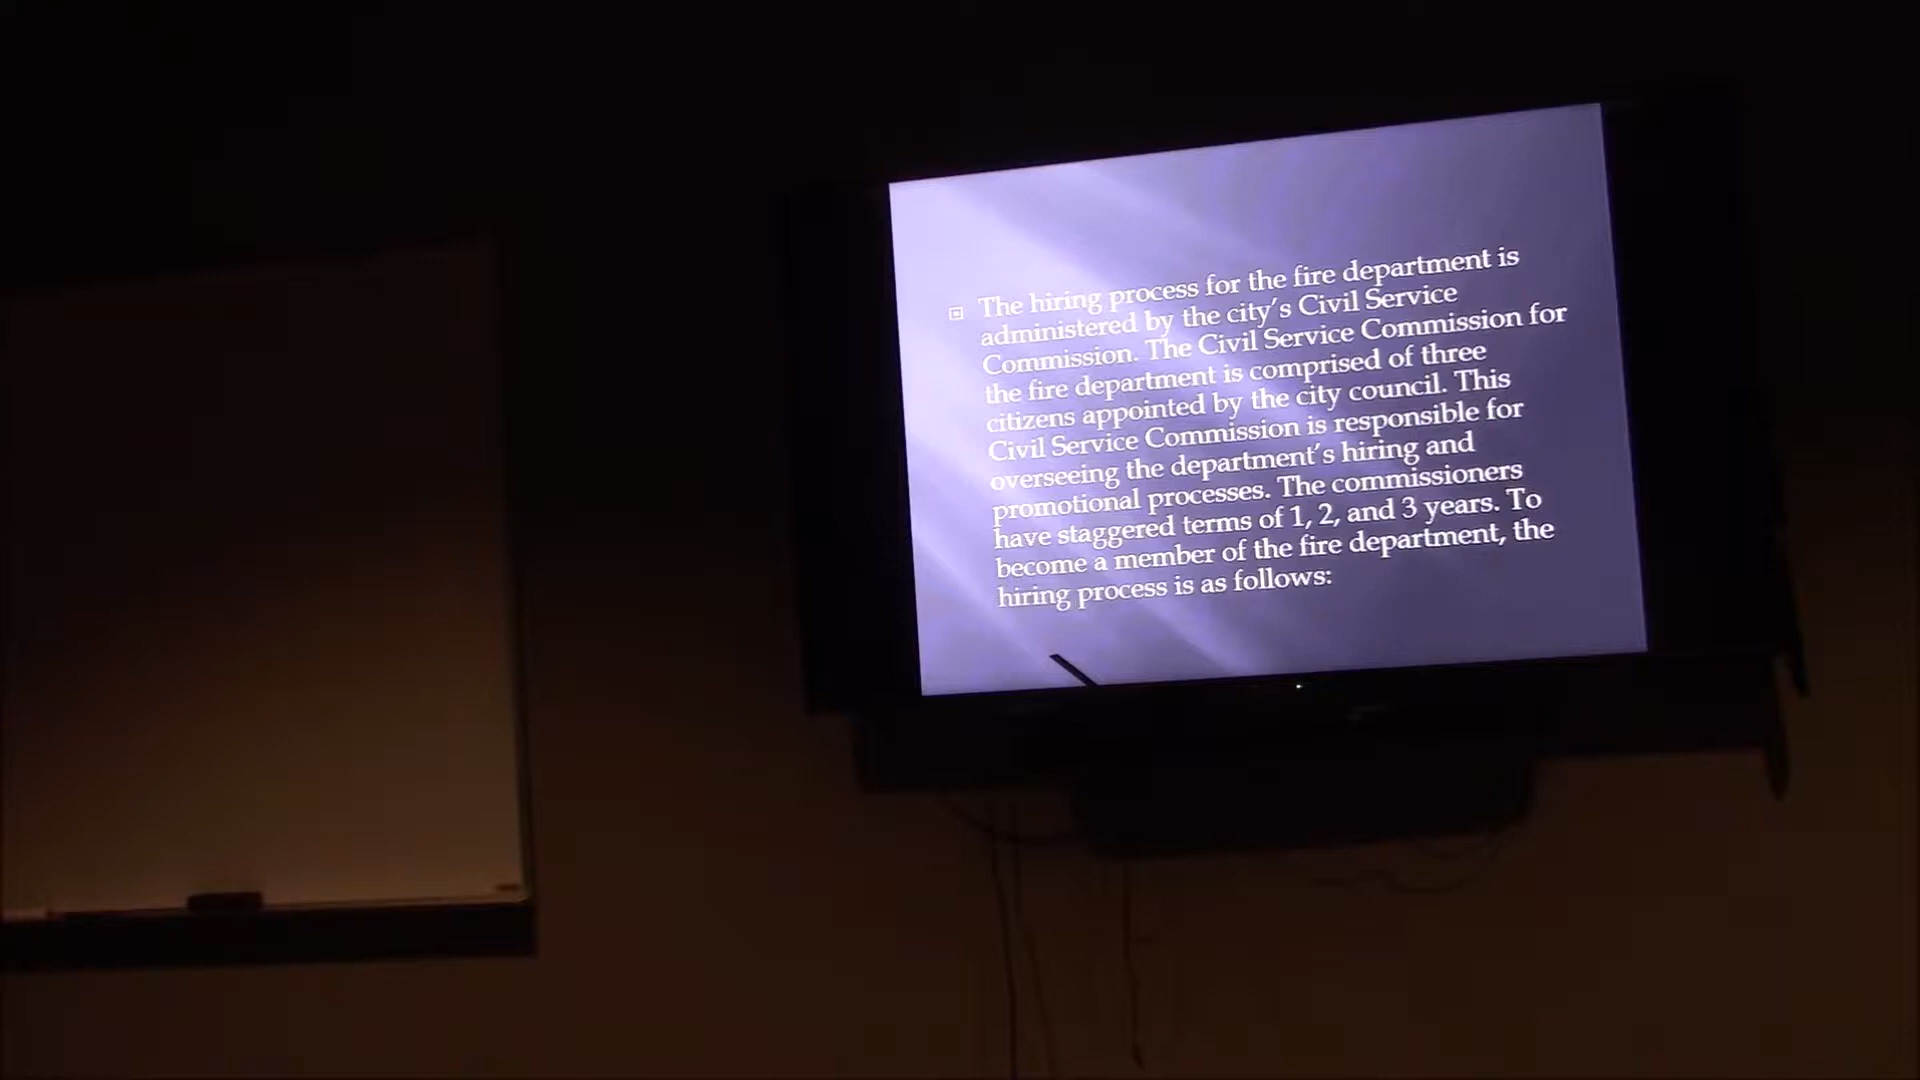 The hiring process for the fire department is
administered by the city's Civil Service
Commission. The Civil Service Commission for
the fire department is comprised of three
citizens appointed by the city council. This
Civil Service Commission is responsible for
overseeing the department's hiring and
promotional processes. The commissioners
have staggered terms of 1, 2, and 3 years. To
become a member of the fire department, the
hiring process is as follows: